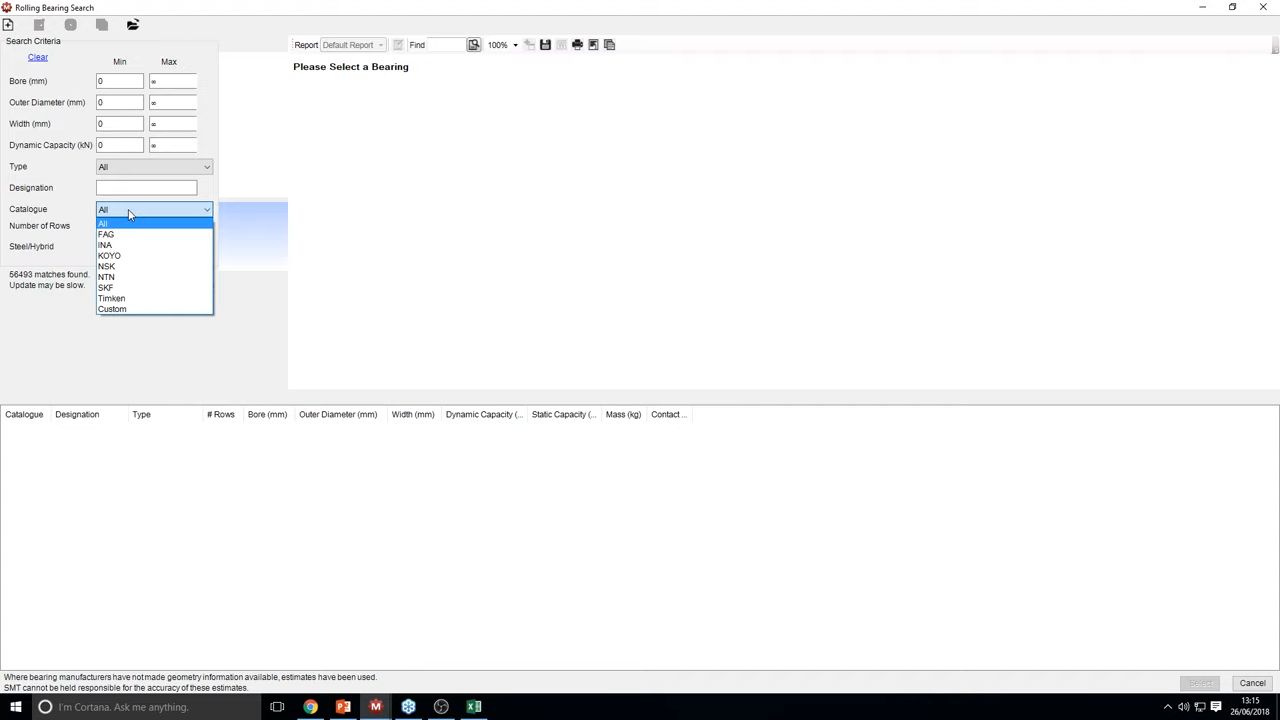 Rolling Bearing Search
Search Criteria
Clear
Min Max
Bore (mm) 0 ∞
Outer Diameter (mm) 0 ∞
Width (mm) 0 ∞
Dynamic Capacity (kN) 0 ∞
Type All
Designation
Catalogue All
Number of Rows
Steel/Hybrid
56493 matches found.
Update may be slow.
All
FAG
INA
KOYO
NSK
NTN
SKF
Timken
Custom
Report Default Report Find 100%
Please Select a Bearing
Catalogue Designation Type # Rows Bore (mm) Outer Diameter (mm) Width (mm) Dynamic Capacity (... Static Capacity (... Mass (kg) Contact ...
Where bearing manufacturers have not made geometry information available, estimates have been used.
SMT cannot be held responsible for the accuracy of these estimates.
Select Cancel
I'm Cortana. Ask me anything.
13:15
26/06/2018